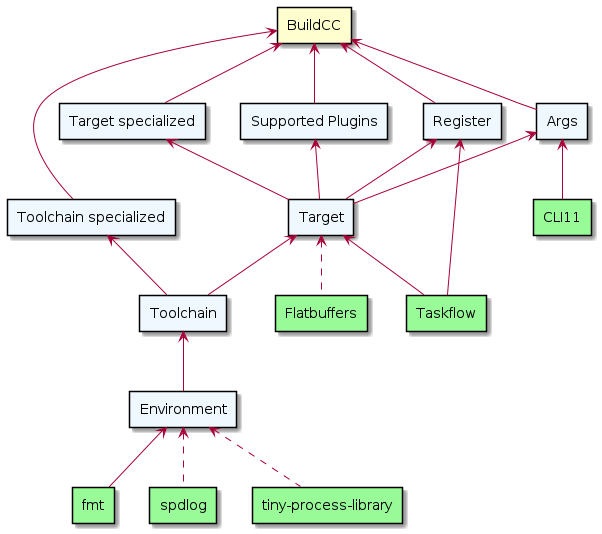 BuildCC
Target specialized
Supported Plugins
Register
Args
Toolchain specialized
Target
CLI11
Toolchain
Flatbuffers
Taskflow
Environment
fmt
spdlog
tiny-process-library